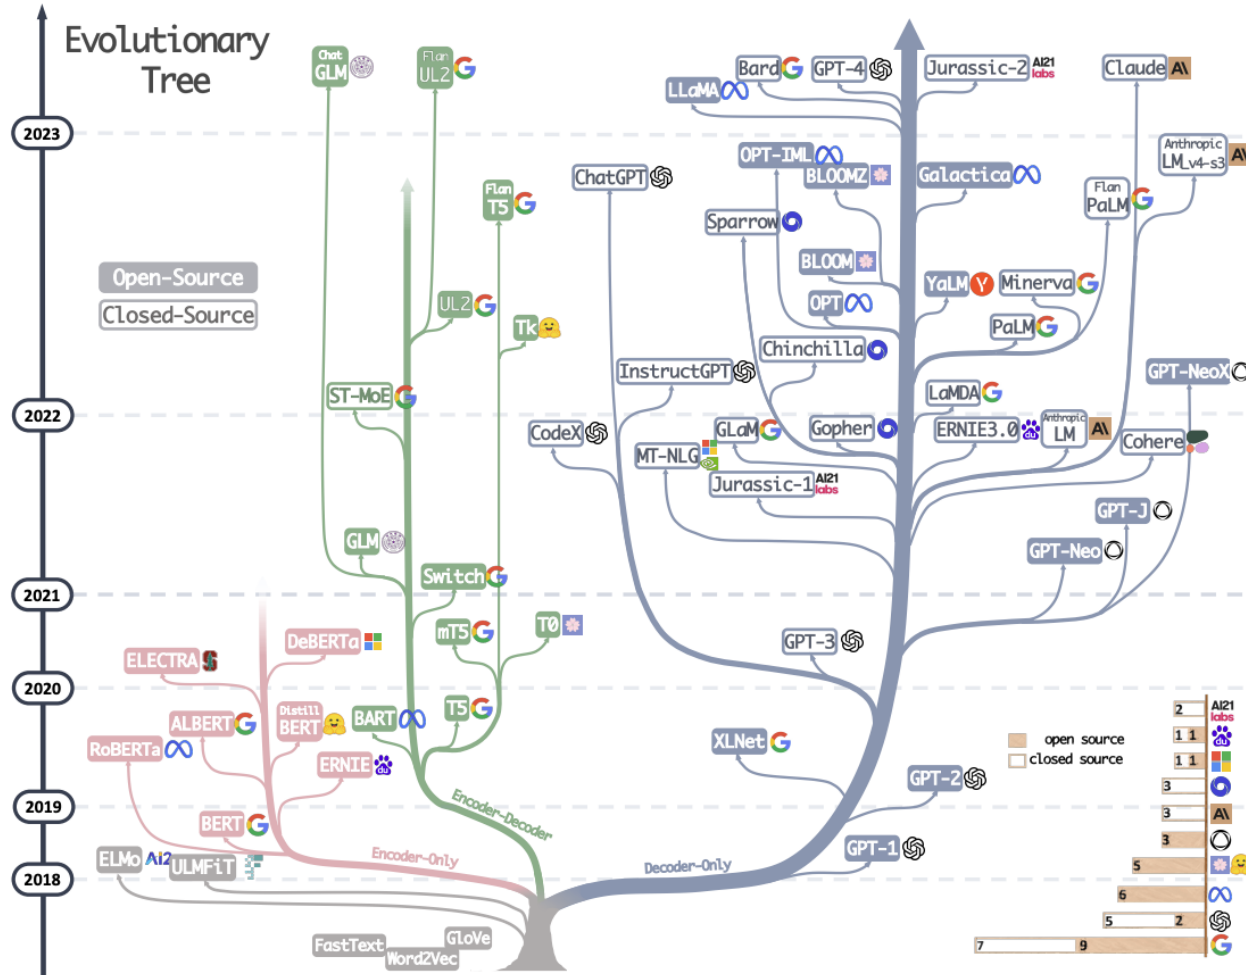 Evolutionary
Tree
2023
2022
2021
2020
2019
2018
Open-Source
Closed-Source
Chat
GLM
Flan
UL2
Flan
T5
UL2
Tk
ST-MoE
GLM
Switch
mT5
T0
T5
BART
Encoder-Decoder
DeBERTa
ELECTRA
ALBERT
Distill
BERT
RoBERTa
ERNIE
BERT
Encoder-Only
ELMo
Ai2
ULMFiT
FastText
Word2Vec
GloVe
Bard
GPT-4
Jurassic-2
AI21
labs
Claude
A\
LLaMA
OPT-IML
BLOOMZ
Galactica
Anthropic
LM_v4-s3
A\
ChatGPT
Flan
PaLM
Sparrow
BLOOM
YaLM
Minerva
OPT
PaLM
Chinchilla
InstructGPT
GPT-NeoX
LaMDA
CodeX
GLaM
Gopher
ERNIE3.0
du
Anthropic
LM
A\
Cohere
MT-NLG
Jurassic-1
AI21
labs
GPT-J
GPT-Neo
GPT-3
XLNet
GPT-2
GPT-1
Decoder-Only
open source
closed source
2
AI21
labs
1 1
du
1 1
3
3
A\
3
5
6
5 2
7 9